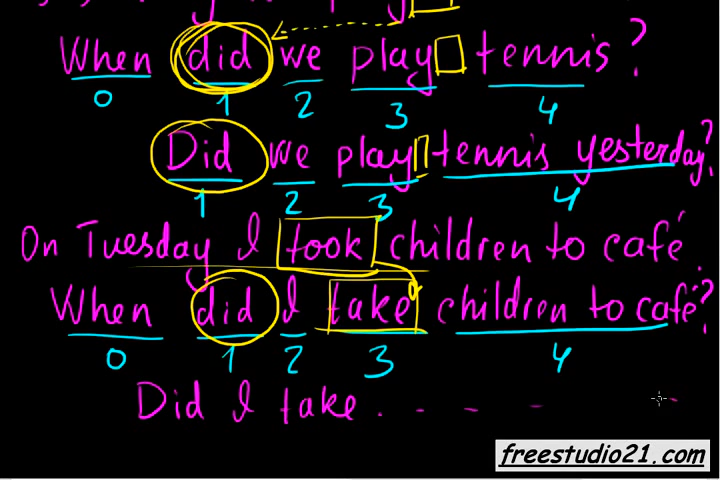 When did we play tennis?
0 1 2 3 4
Did we play tennis yesterday?
1 2 3 4
On Tuesday I took children to café.
When did I take children to café?
0 1 2 3 4
Did I take . - - -
freestudio21.com